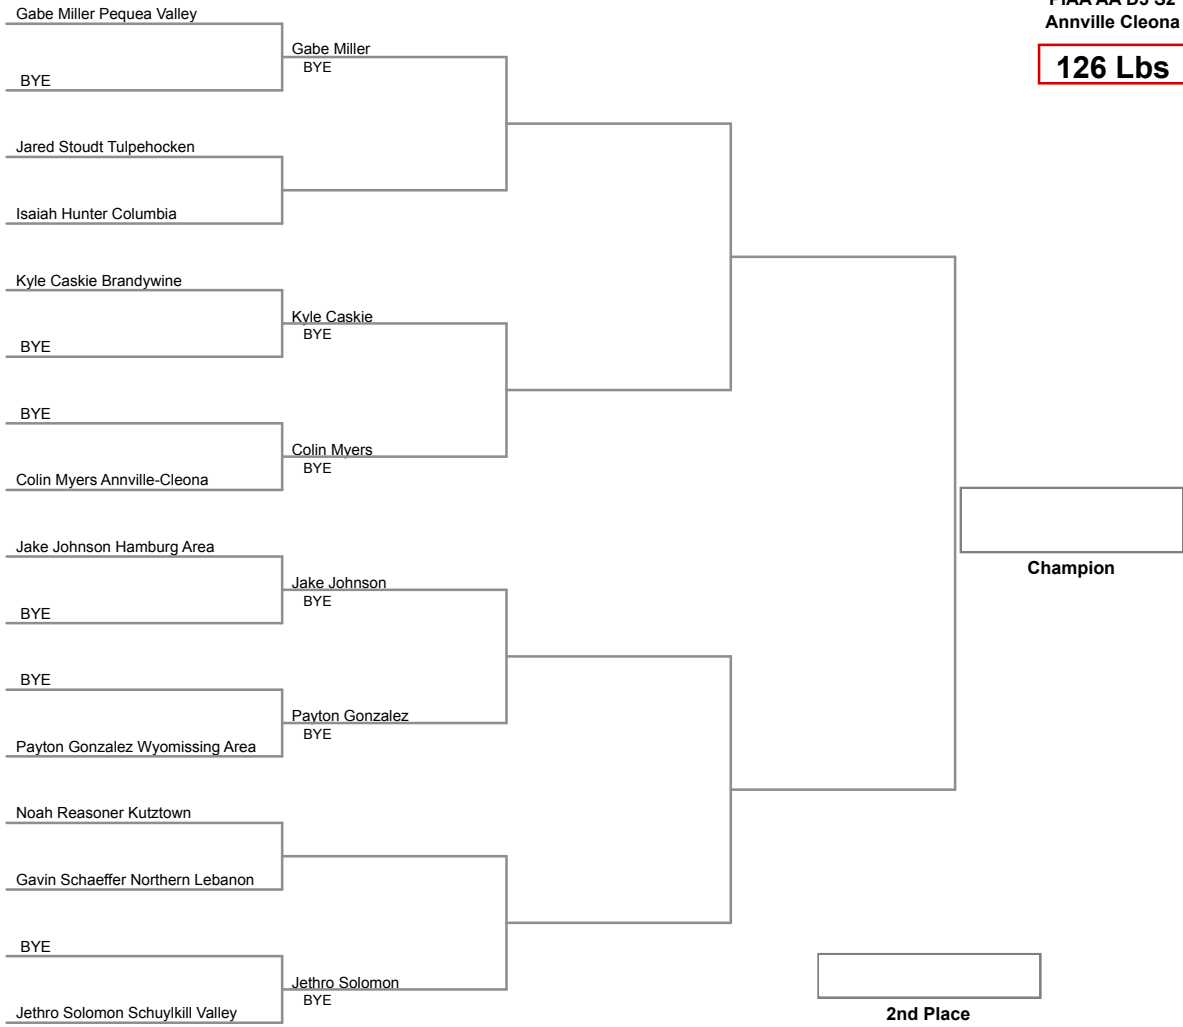 PIAA AA D3 S2
Annville Cleona
126 Lbs
Gabe Miller Pequea Valley
BYE
Jared Stoudt Tulpehocken
Isaiah Hunter Columbia
Kyle Caskie Brandywine
BYE
BYE
Colin Myers Annville-Cleona
Jake Johnson Hamburg Area
BYE
BYE
Payton Gonzalez Wyomissing Area
Noah Reasoner Kutztown
Gavin Schaeffer Northern Lebanon
BYE
Jethro Solomon Schuylkill Valley
Gabe Miller
BYE
Kyle Caskie
BYE
Colin Myers
BYE
Jake Johnson
BYE
Payton Gonzalez
BYE
Jethro Solomon
BYE
Champion
2nd Place